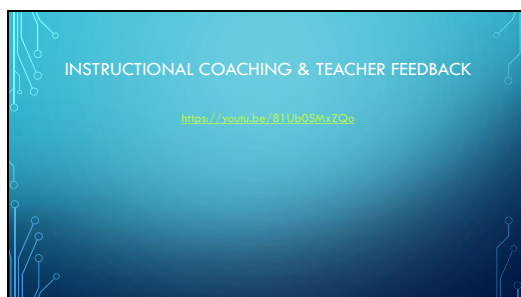 INSTRUCTIONAL COACHING & TEACHER FEEDBACK
https://youtu.be/81Ub0SMxZQo